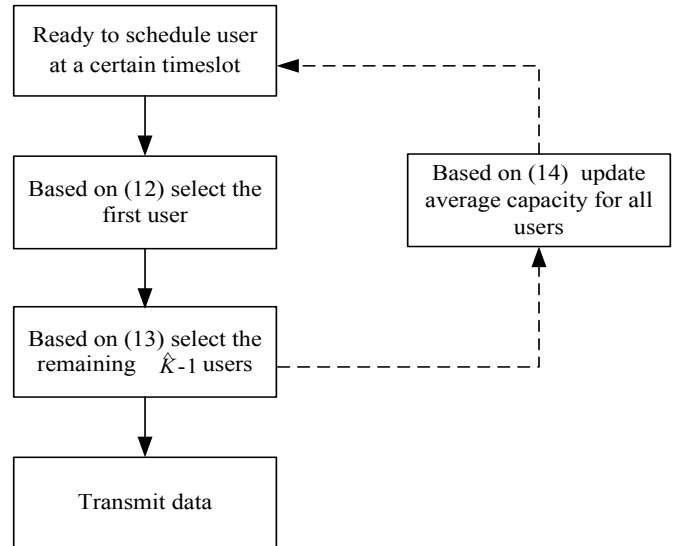 Ready to schedule user
at a certain timeslot
Based on (12) select the
first user
Based on (13) select the
remaining K̂-1 users
Transmit data
Based on (14) update
average capacity for all
users